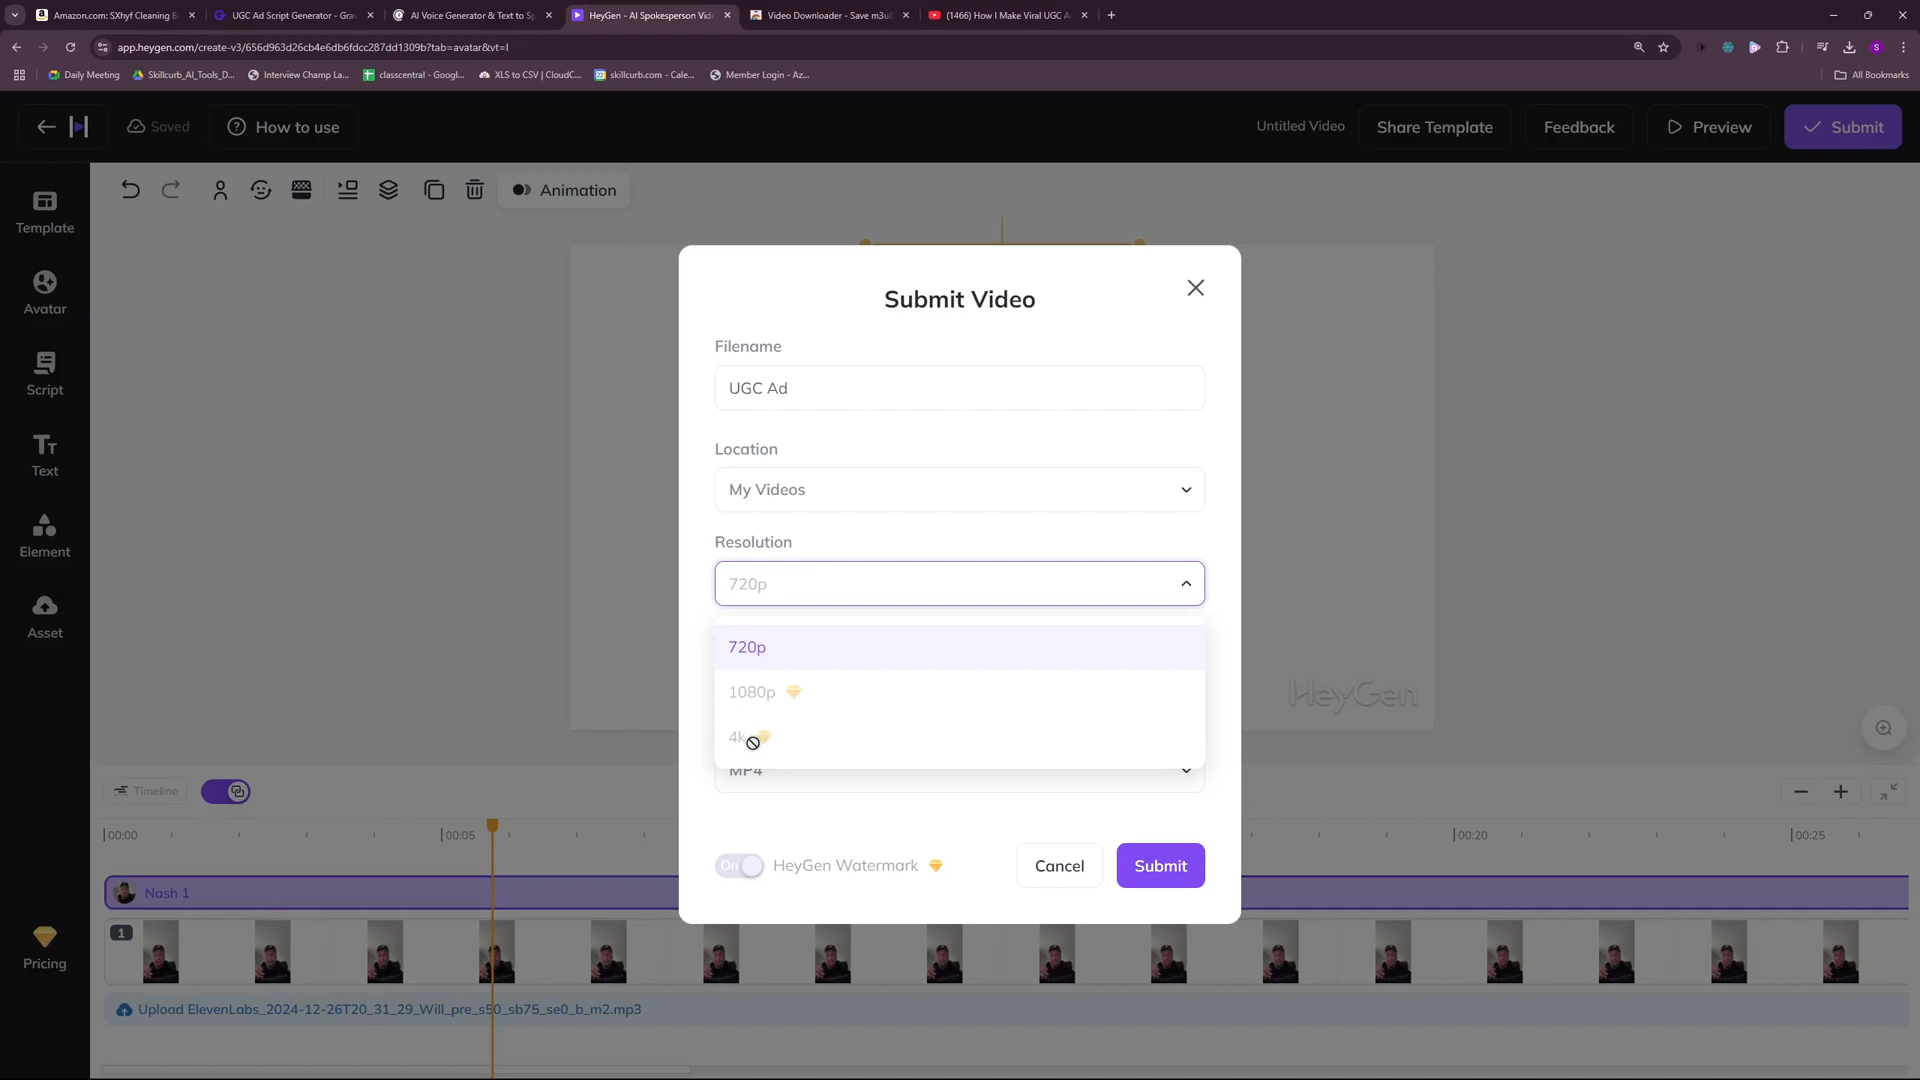 Amazon.com: SXhyf Cleaning B
UGC Ad Script Generator - Gra
AI Voice Generator & Text to Sp
HeyGen - AI Spokesperson Vide
Video Downloader - Save m3u
(1466) How I Make Viral UGC A
app.heygen.com/create-v3/656d963d26cb4e6db6fdcc287dd1309b?tab=avatar&vt=l
S
Daily Meeting
Skillcurb_AI_Tools_D...
Interview Champ La...
classcentral - Googl...
XLS to CSV | CloudC...
skillcurb.com - Cale...
Member Login - Az...
All Bookmarks
Saved
How to use
Untitled Video
Share Template
Feedback
Preview
Submit
Animation
Template
Avatar
Script
Text
Element
Asset
Pricing
Submit Video
Filename
UGC Ad
Location
My Videos
Resolution
720p
720p
1080p
4k
MP4
On
HeyGen Watermark
Cancel
Submit
HeyGen
Timeline
00:00
00:05
00:20
00:25
Nash 1
1
Upload ElevenLabs_2024-12-26T20_31_29_Will_pre_s50_sb75_se0_b_m2.mp3